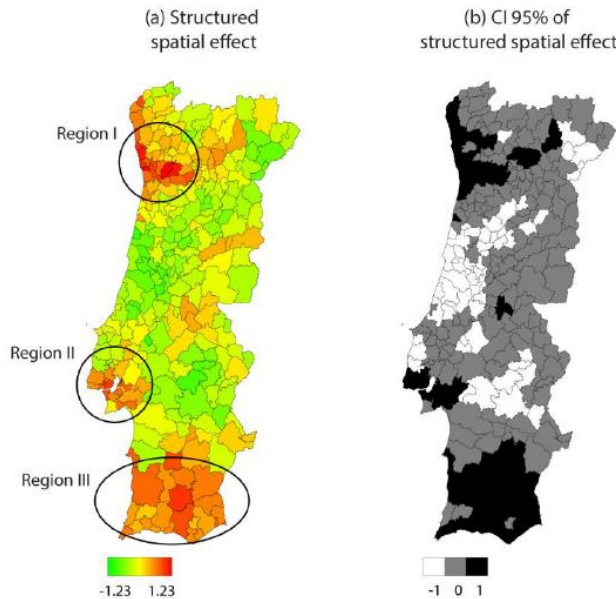 (a) Structured
spatial effect
(b) CI 95% of
structured spatial effect
Region I
Region II
Region III
-1.23 1.23
-1 0 1